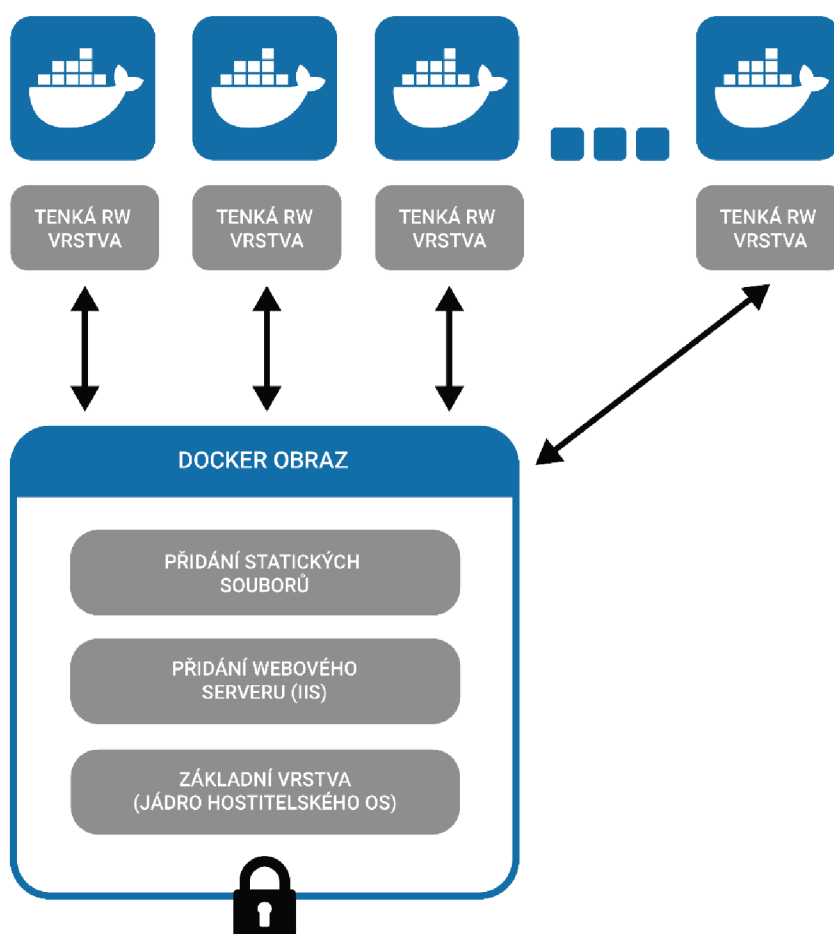 TENKÁ RW
VRSTVA
TENKÁ RW
VRSTVA
TENKÁ RW
VRSTVA
TENKÁ RW
VRSTVA
DOCKER OBRAZ
PŘIDÁNÍ STATICKÝCH
SOUBORŮ
PŘIDÁNÍ WEBOVÉHO
SERVERU (IIS)
ZÁKLADNÍ VRSTVA
(JÁDRO HOSTITELSKÉHO OS)